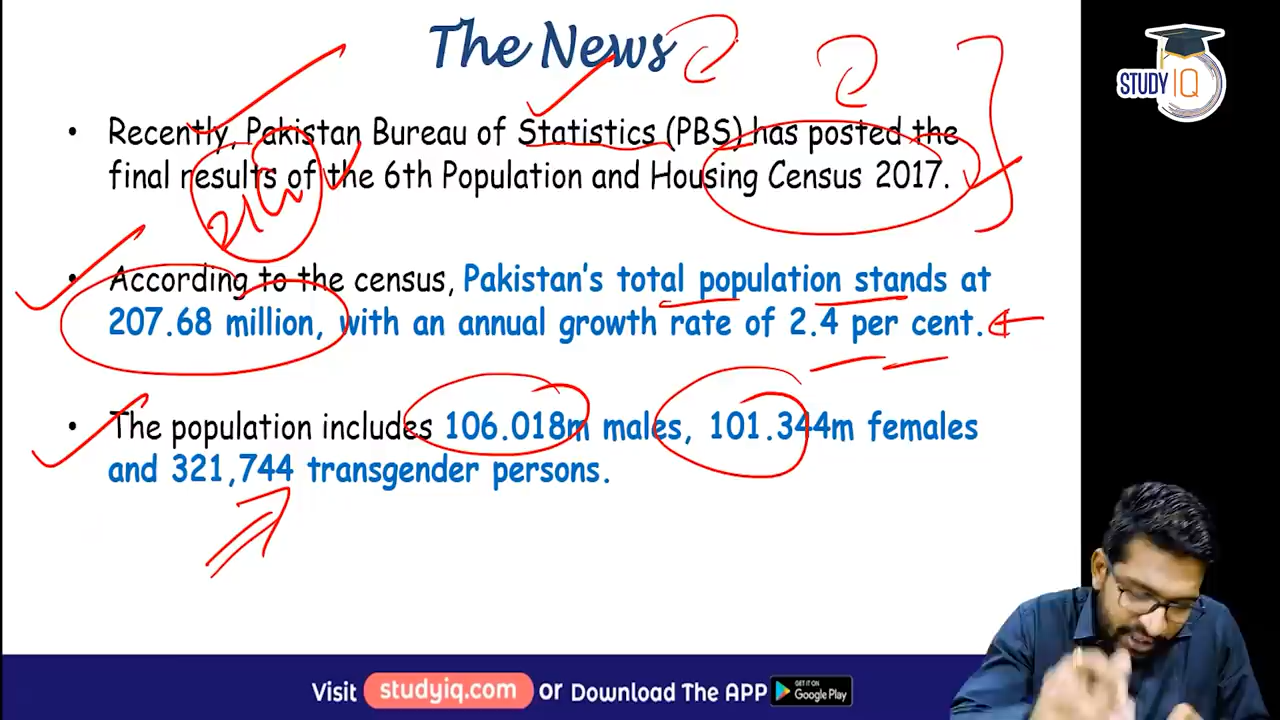 The News
STUDY IQ
• Recently, Pakistan Bureau of Statistics (PBS) has posted the
final results of the 6th Population and Housing Census 2017.
• According to the census, Pakistan's total population stands at
207.68 million, with an annual growth rate of 2.4 per cent.
• The population includes 106.018m males, 101.344m females
and 321,744 transgender persons.
Visit studyiq.com OR Download The APP GET IT ON Google Play